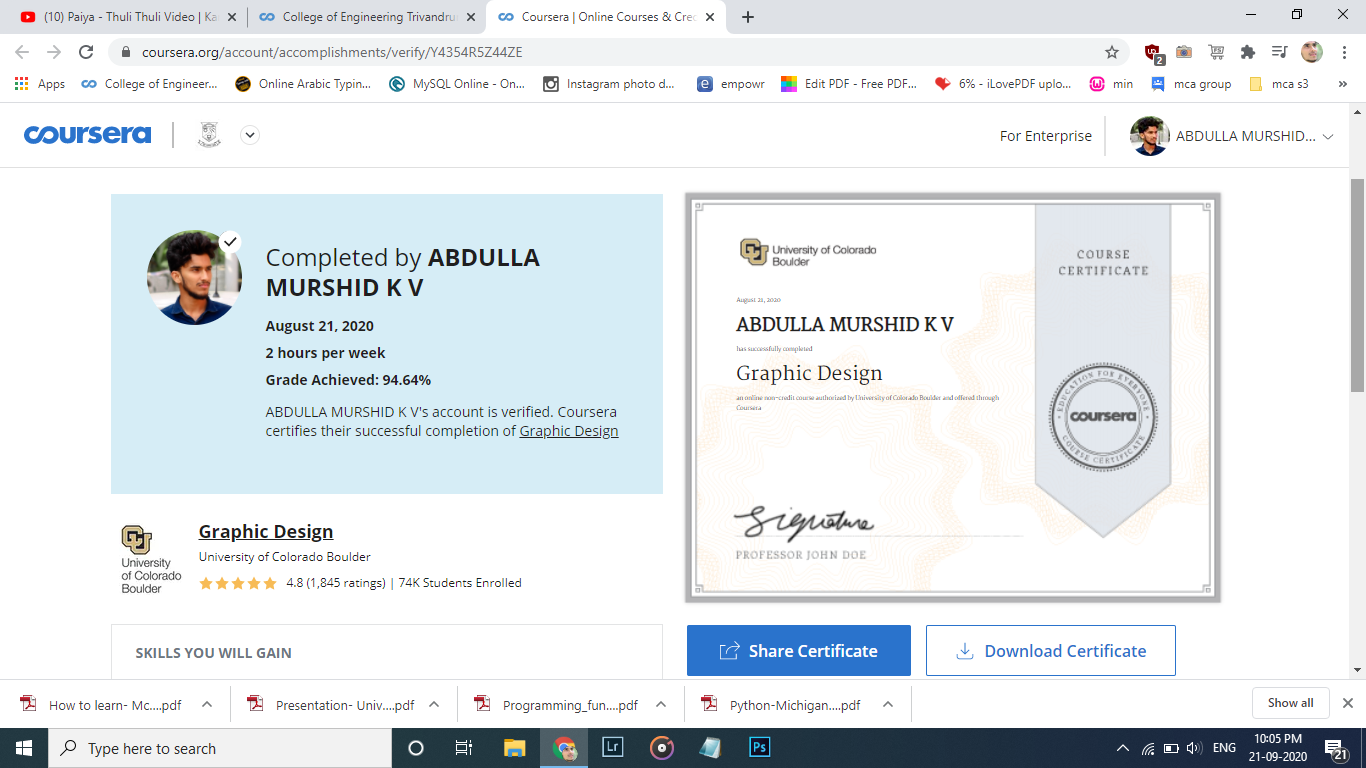 (10) Paiya - Thuli Thuli Video | Ka
College of Engineering Trivandru
Coursera | Online Courses & Cre
coursera.org/account/accomplishments/verify/Y4354R5Z44ZE
2
Apps
College of Engineer...
Online Arabic Typin...
MySQL Online - On...
Instagram photo d...
empowr
Edit PDF - Free PDF...
6% - iLovePDF uplo...
min
mca group
mca s3
»
coursera
For Enterprise
ABDULLA MURSHID...
Completed by ABDULLA
MURSHID K V
August 21, 2020
2 hours per week
Grade Achieved: 94.64%
ABDULLA MURSHID K V's account is verified. Coursera
certifies their successful completion of Graphic Design
University of Colorado
Boulder
August 21, 2020
ABDULLA MURSHID K V
has successfully completed
Graphic Design
an online non-credit course authorized by University of Colorado Boulder and offered through
Coursera
Signature
PROFESSOR JOHN DOE
COURSE
CERTIFICATE
EDUCATION FOR EVERYONE
coursera
COURSE CERTIFICATE
University
of Colorado
Boulder
Graphic Design
University of Colorado Boulder
4.8 (1,845 ratings) | 74K Students Enrolled
SKILLS YOU WILL GAIN
Share Certificate
Download Certificate
How to learn- Mc....pdf
Presentation- Univ....pdf
Programming_fun....pdf
Python-Michigan....pdf
Show all
Type here to search
Lr
Ps
ENG
10:05 PM
21-09-2020
21